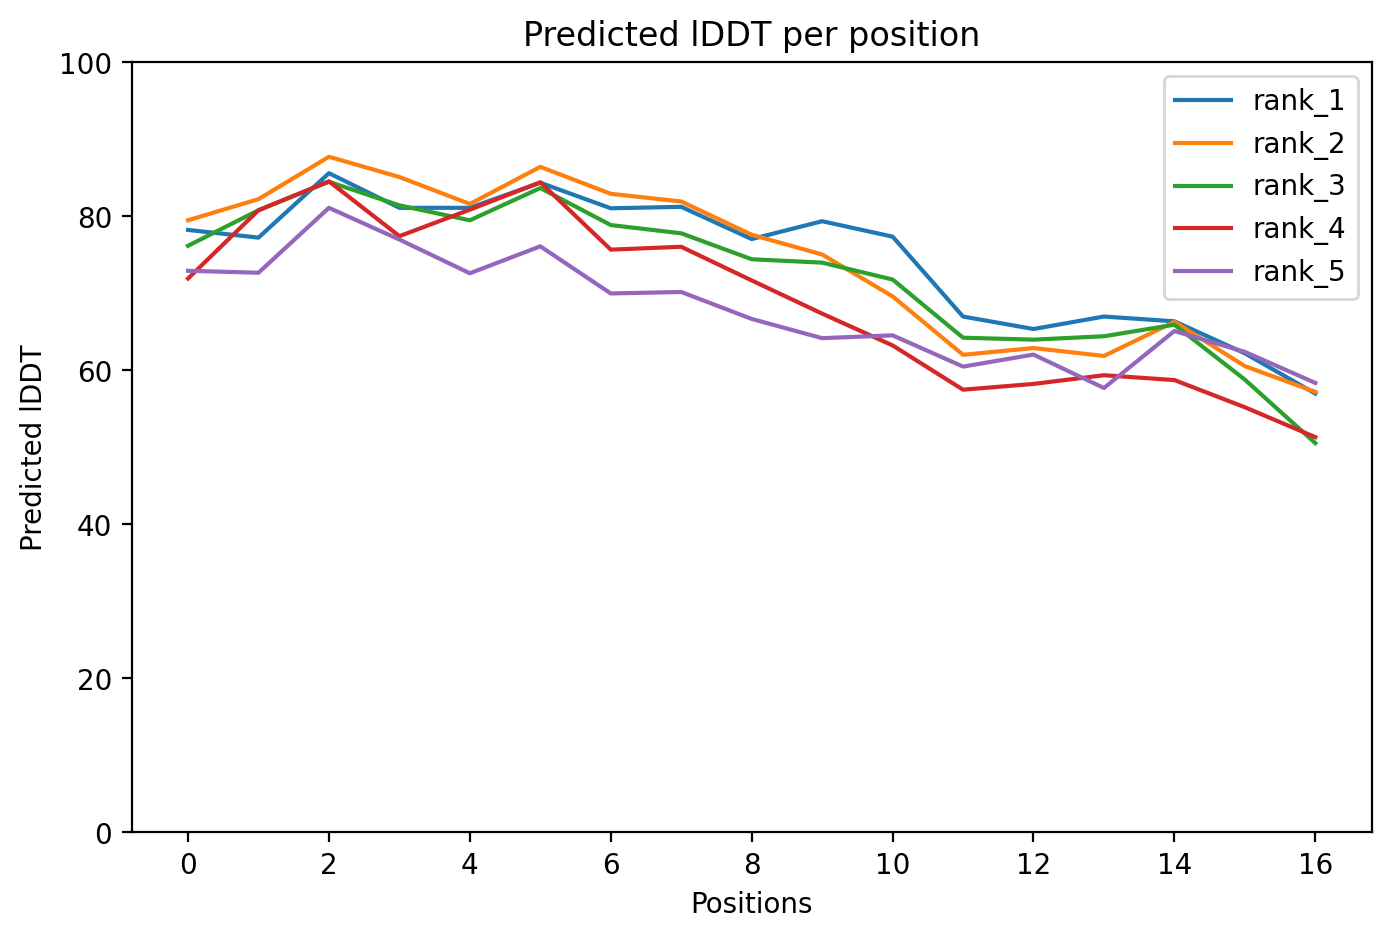 Predicted lDDT per position
100
80
60
40
20
0
Predicted lDDT
rank_1
rank_2
rank_3
rank_4
rank_5
0 2 4 6 8 10 12 14 16
Positions